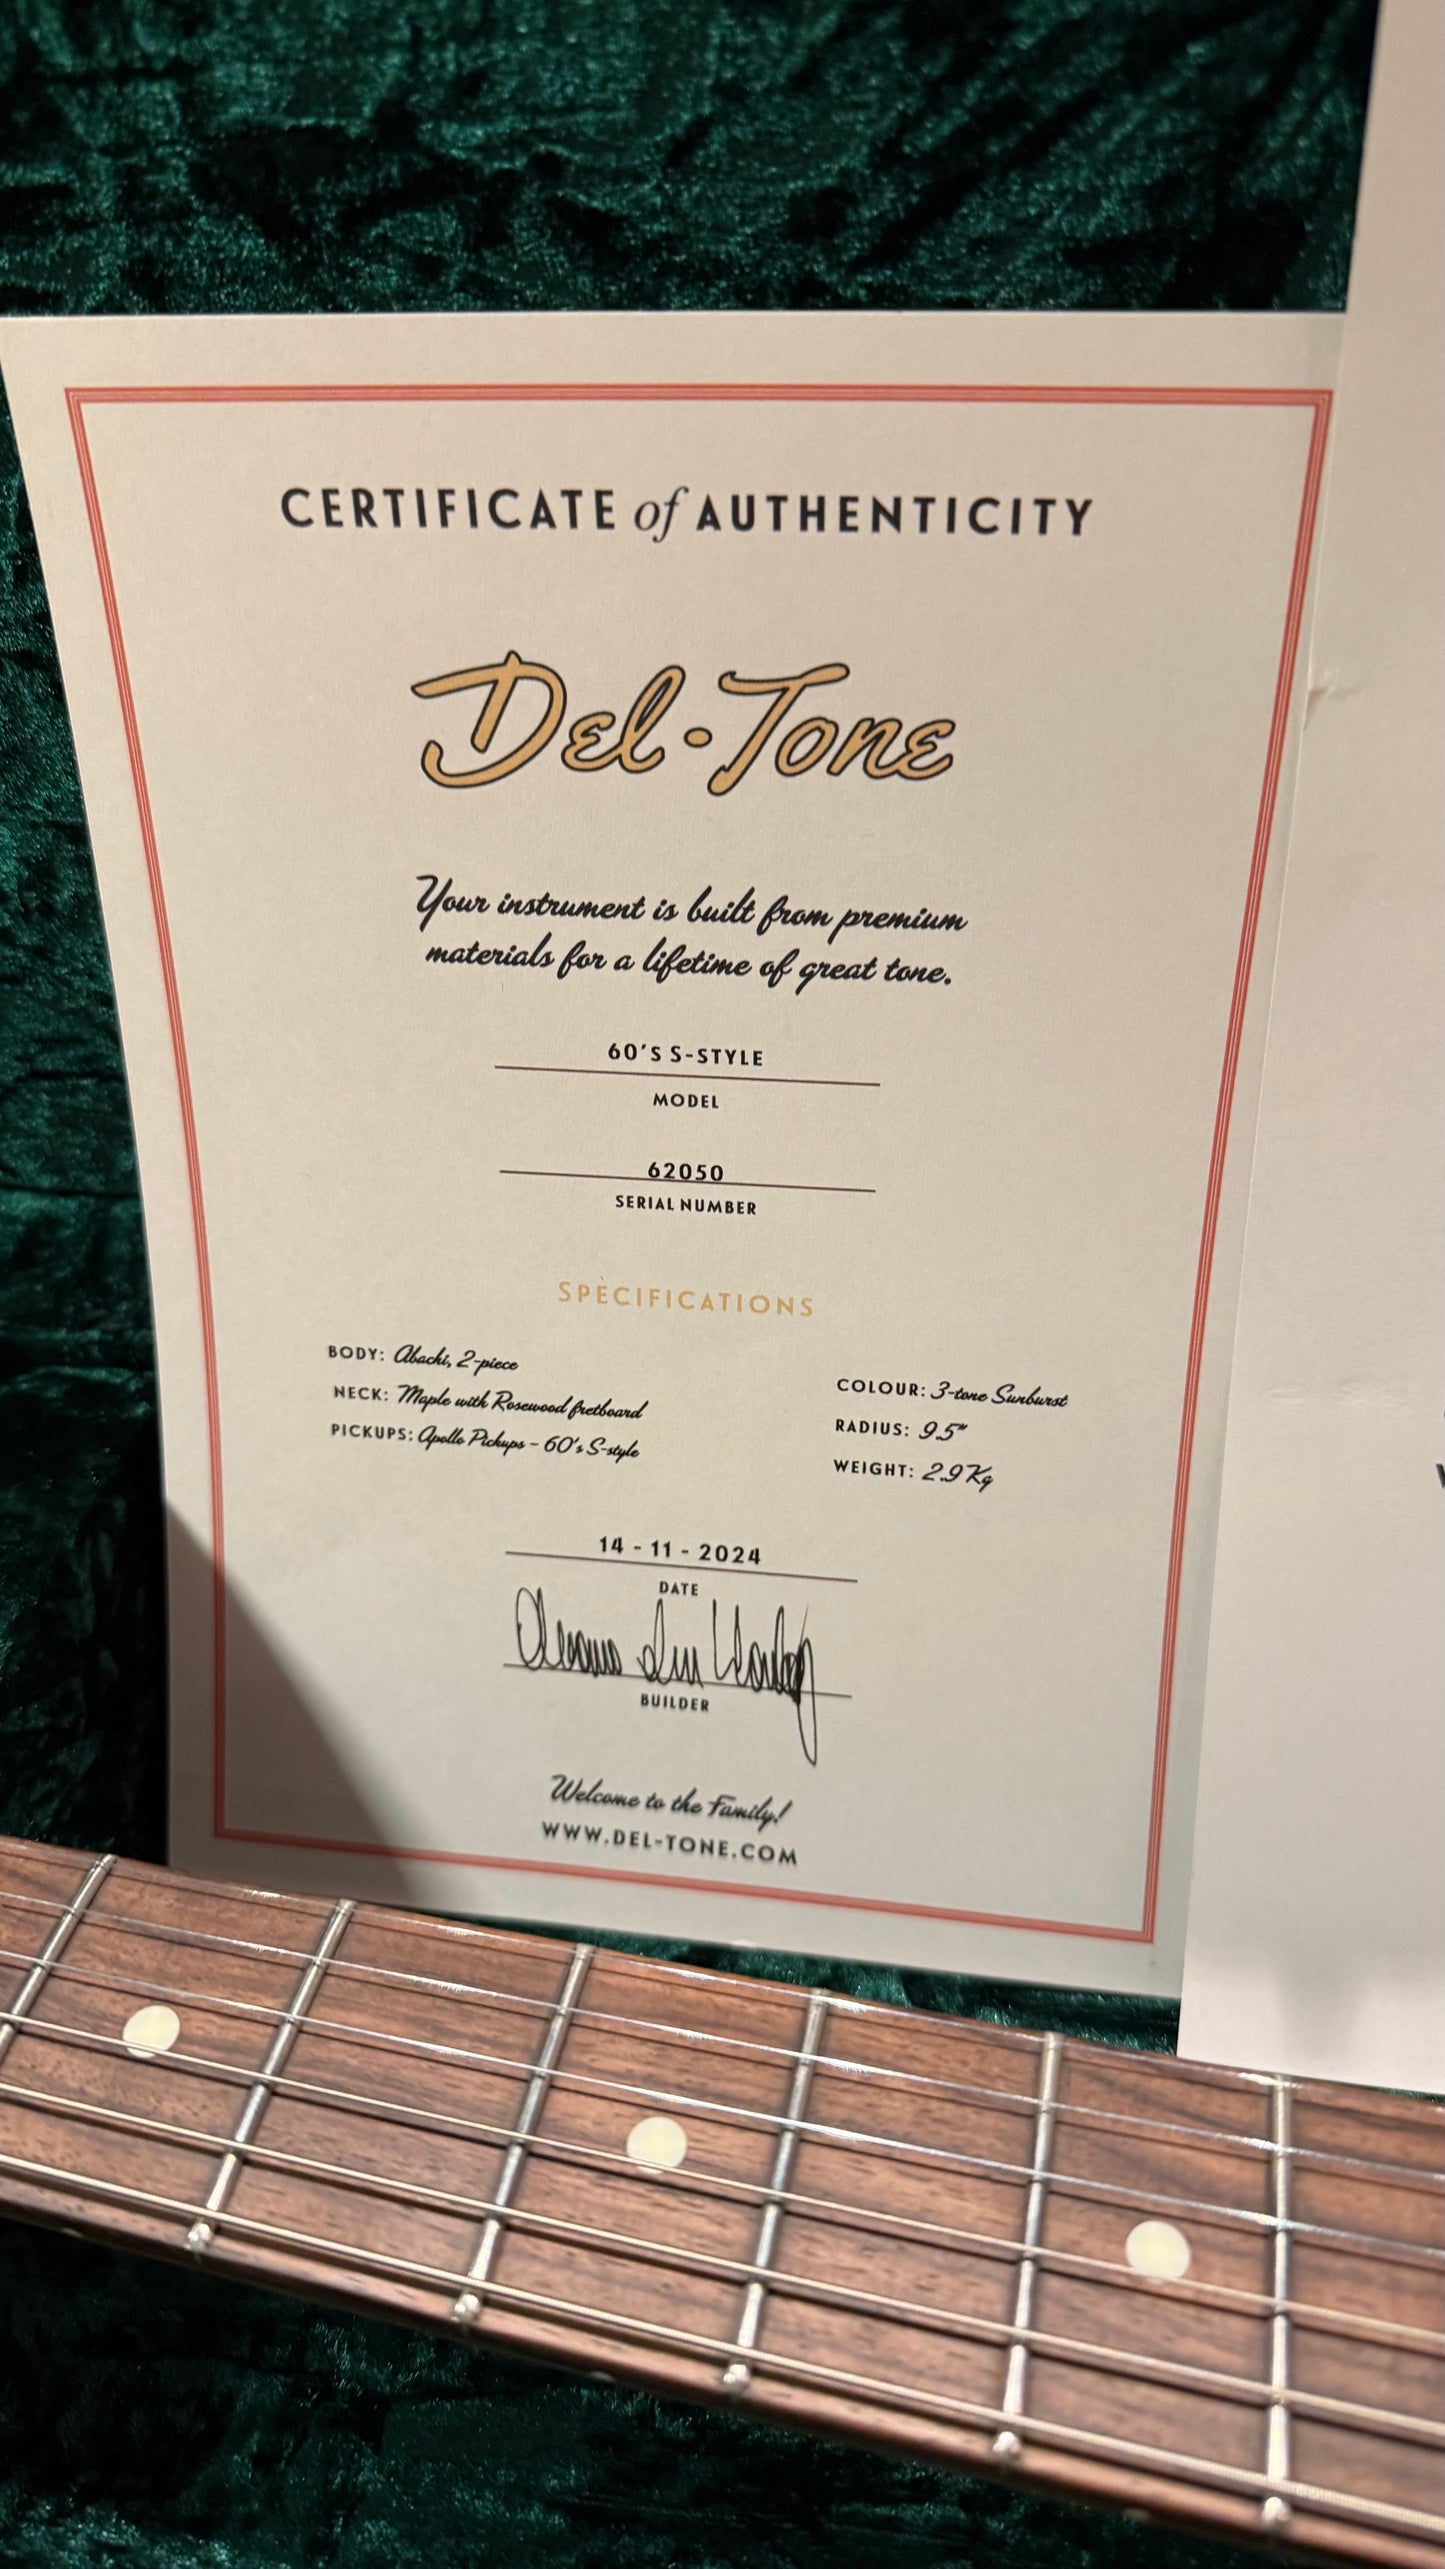 CERTIFICATE of AUTHENTICITY
Del-Tone
Your instrument is built from premium
materials for a lifetime of great tone.
60's S-STYLE
MODEL
62050
SERIAL NUMBER
SPECIFICATIONS
BODY: Abachi, 2-piece
NECK: Maple with Rosewood fretboard
PICKUPS: Apollo Pickups - 60's S-style
COLOUR: 3-tone Sunburst
RADIUS: 9.5"
WEIGHT: 2.9 Kg
14 - 11 - 2024
DATE
BUILDER
Welcome to the Family!
WWW.DEL-TONE.COM